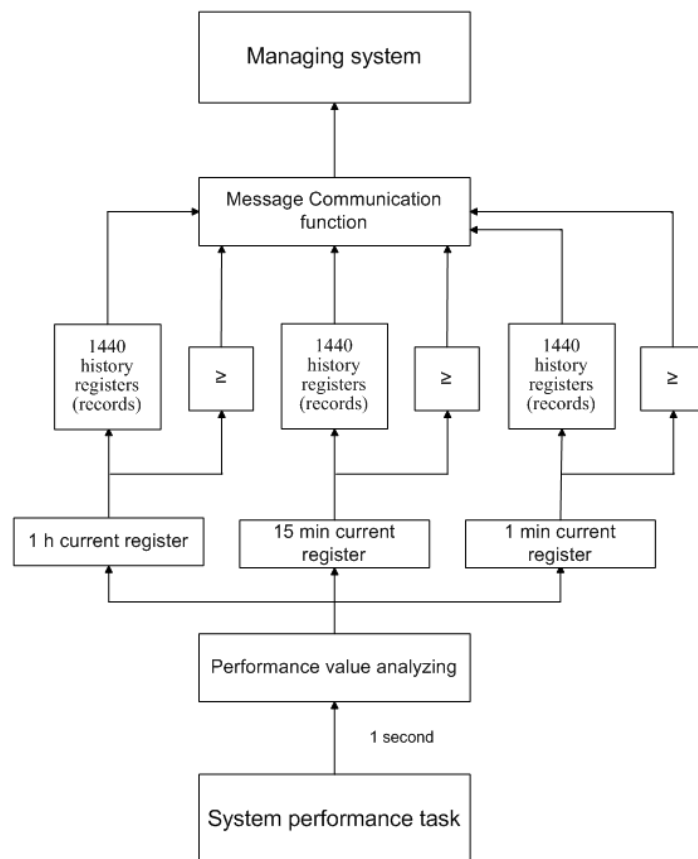 Managing system
Message Communication
function
1440
history
registers
(records)
≥
1440
history
registers
(records)
≥
1440
history
registers
(records)
≥
1 h current register
15 min current
register
1 min current
register
Performance value analyzing
1 second
System performance task